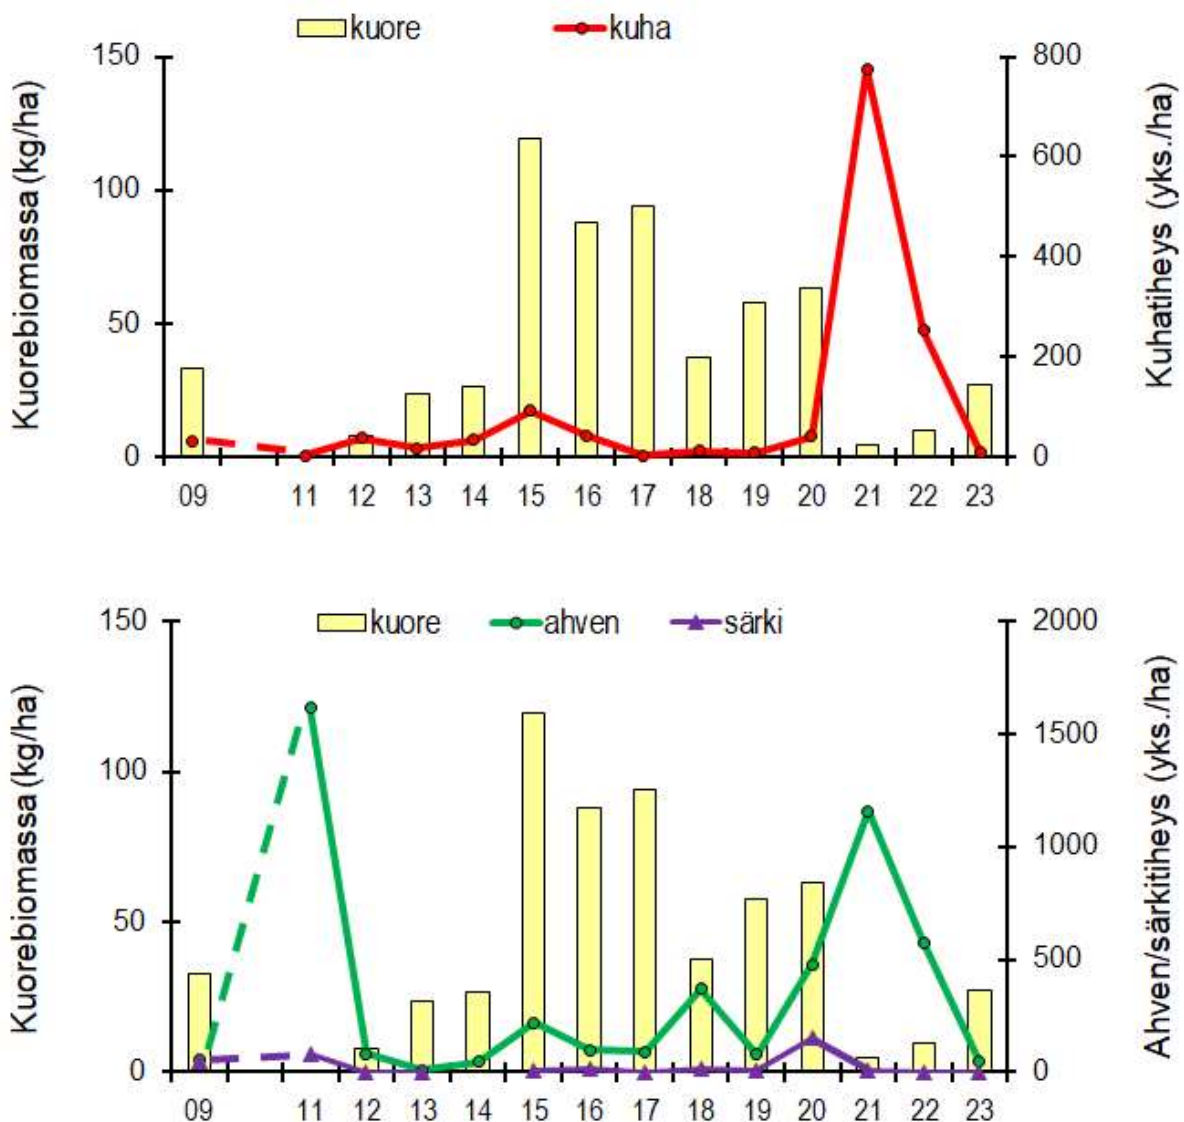 kuore kuha
150 800
600
100
400
50
200
0 0
09 11 12 13 14 15 16 17 18 19 20 21 22 23
Kuorebiomassa (kg/ha)
Kuhatiheys (yks./ha)
kuore ahven särki
150 2000
1500
100
1000
50
500
0 0
09 11 12 13 14 15 16 17 18 19 20 21 22 23
Kuorebiomassa (kg/ha)
Ahven/särkitiheys (yks./ha)